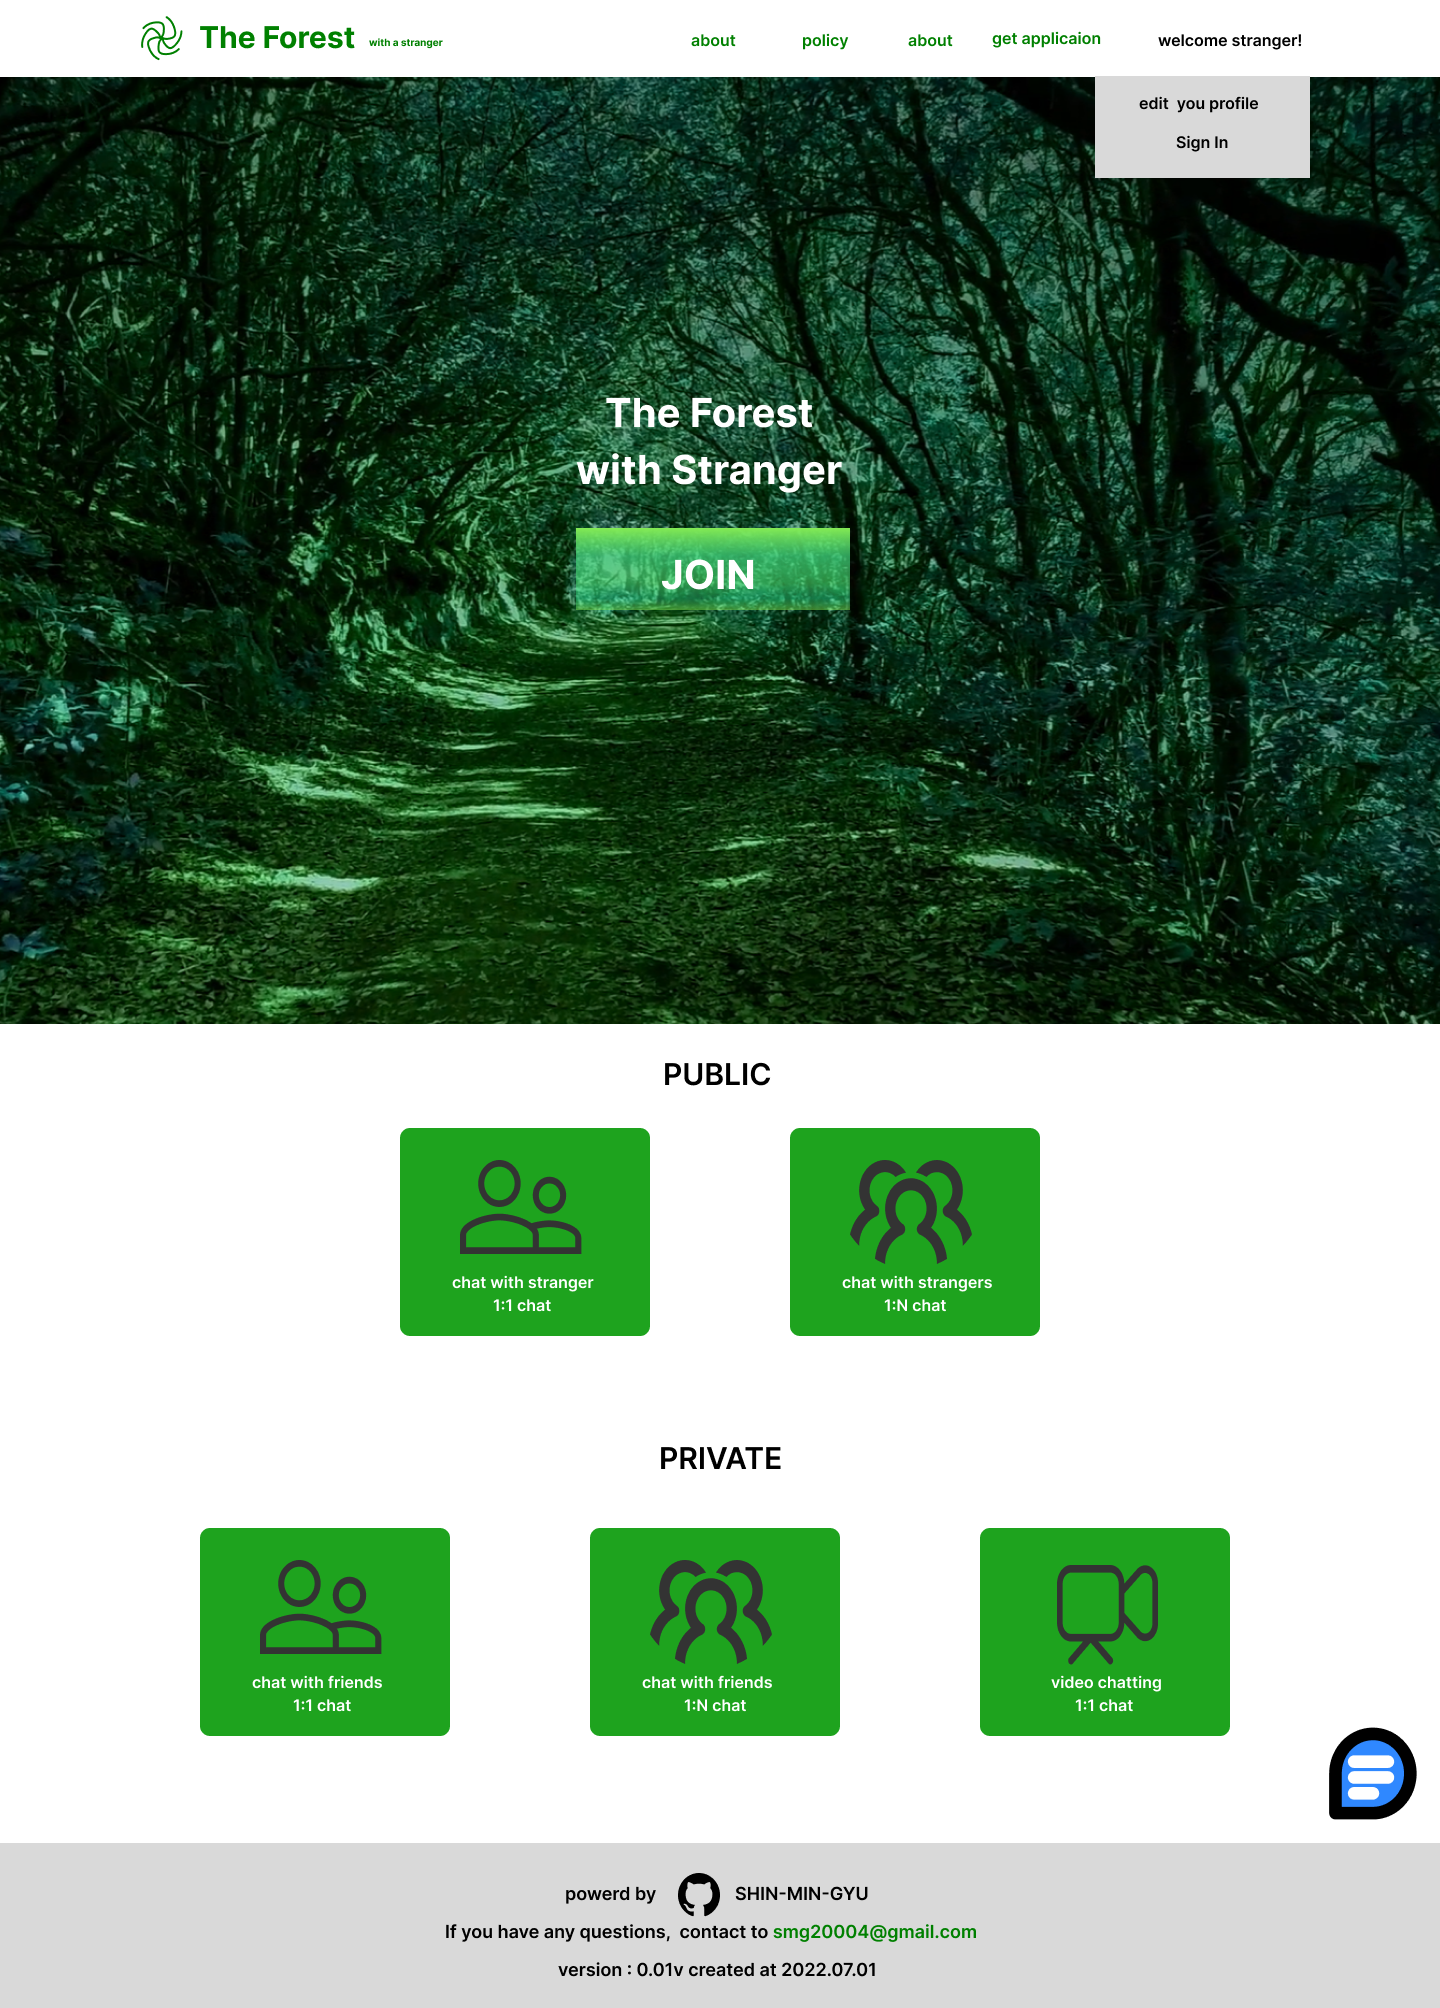 The Forest with a stranger
about policy about get applicaion welcome stranger!
edit you profile
Sign In
The Forest
with Stranger
JOIN
PUBLIC
chat with stranger
1:1 chat
chat with strangers
1:N chat
PRIVATE
chat with friends
1:1 chat
chat with friends
1:N chat
video chatting
1:1 chat
powerd by SHIN-MIN-GYU
If you have any questions, contact to smg20004@gmail.com
version : 0.01v created at 2022.07.01